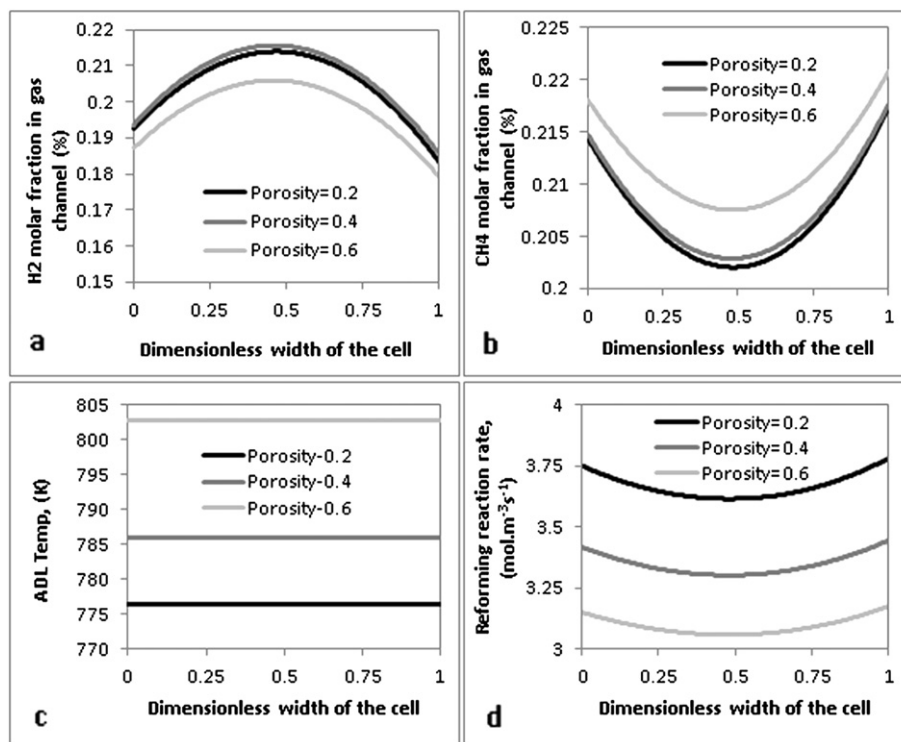 0.22
0.21
0.2
0.19
0.18
0.17
0.16
0.15
H2 molar fraction in gas
channel (%)
Porosity=0.2
Porosity=0.4
Porosity=0.6
0 0.25 0.5 0.75 1
Dimensionless width of the cell
a
0.225
0.22
0.215
0.21
0.205
0.2
CH4 molar fraction in gas
channel (%)
Porosity=0.2
Porosity=0.4
Porosity=0.6
0 0.25 0.5 0.75 1
Dimensionless width of the cell
b
805
800
795
790
785
780
775
770
ADL Temp, (K)
Porosity-0.2
Porosity-0.4
Porosity-0.6
0 0.25 0.5 0.75 1
Dimensionless width of the cell
c
4
3.75
3.5
3.25
3
Reforming reaction rate,
(mol.m⁻³s⁻¹)
Porosity=0.2
Porosity=0.4
Porosity=0.6
0 0.25 0.5 0.75 1
Dimensionless width of the cell
d